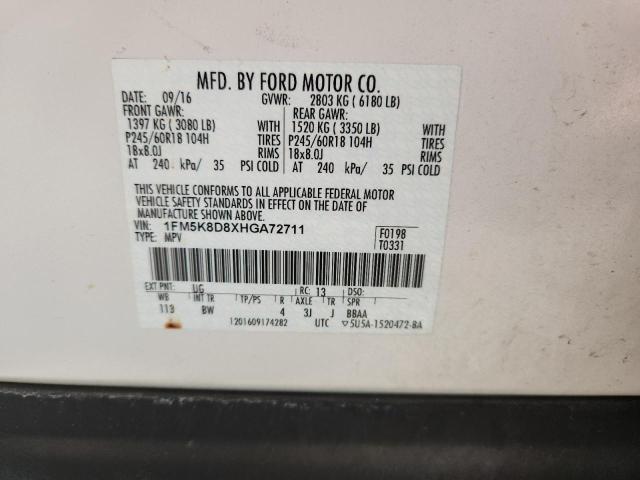 MFD. BY FORD MOTOR CO.
DATE: 09/16 GVWR: 2803 KG ( 6180 LB)
FRONT GAWR: REAR GAWR:
1397 KG ( 3080 LB) WITH 1520 KG ( 3350 LB) WITH
P245/60R18 104H TIRES P245/60R18 104H TIRES
18x8.0J RIMS 18x8.0J RIMS
AT 240 kPa/ 35 PSI COLD AT 240 kPa/ 35 PSI COLD
THIS VEHICLE CONFORMS TO ALL APPLICABLE FEDERAL MOTOR
VEHICLE SAFETY STANDARDS IN EFFECT ON THE DATE OF
MANUFACTURE SHOWN ABOVE.
VIN: 1FM5K8D8XHGA72711 F0198
TYPE: MPV T0331
EXT PNT: UG RC: 13 DSO:
WB INT TR TP/PS R AXLE TR SPR
113 BW 4 3J J BBAA
1201609174282 UTC ▽5U5A-1520472-BA